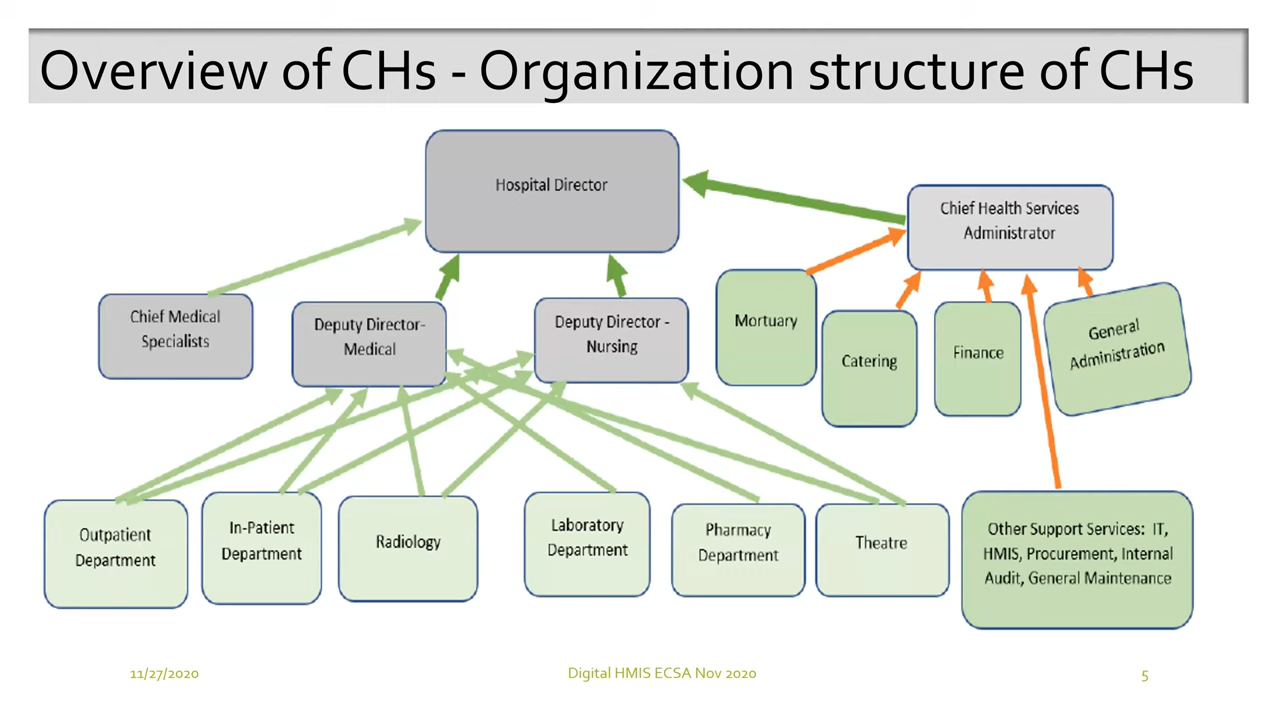 Overview of CHs - Organization structure of CHs
Hospital Director
Chief Health Services
Administrator
Chief Medical
Specialists
Deputy Director-
Medical
Deputy Director -
Nursing
Mortuary
Catering
Finance
General
Administration
Outpatient
Department
In-Patient
Department
Radiology
Laboratory
Department
Pharmacy
Department
Theatre
Other Support Services: IT,
HMIS, Procurement, Internal
Audit, General Maintenance
11/27/2020
Digital HMIS ECSA Nov 2020
5